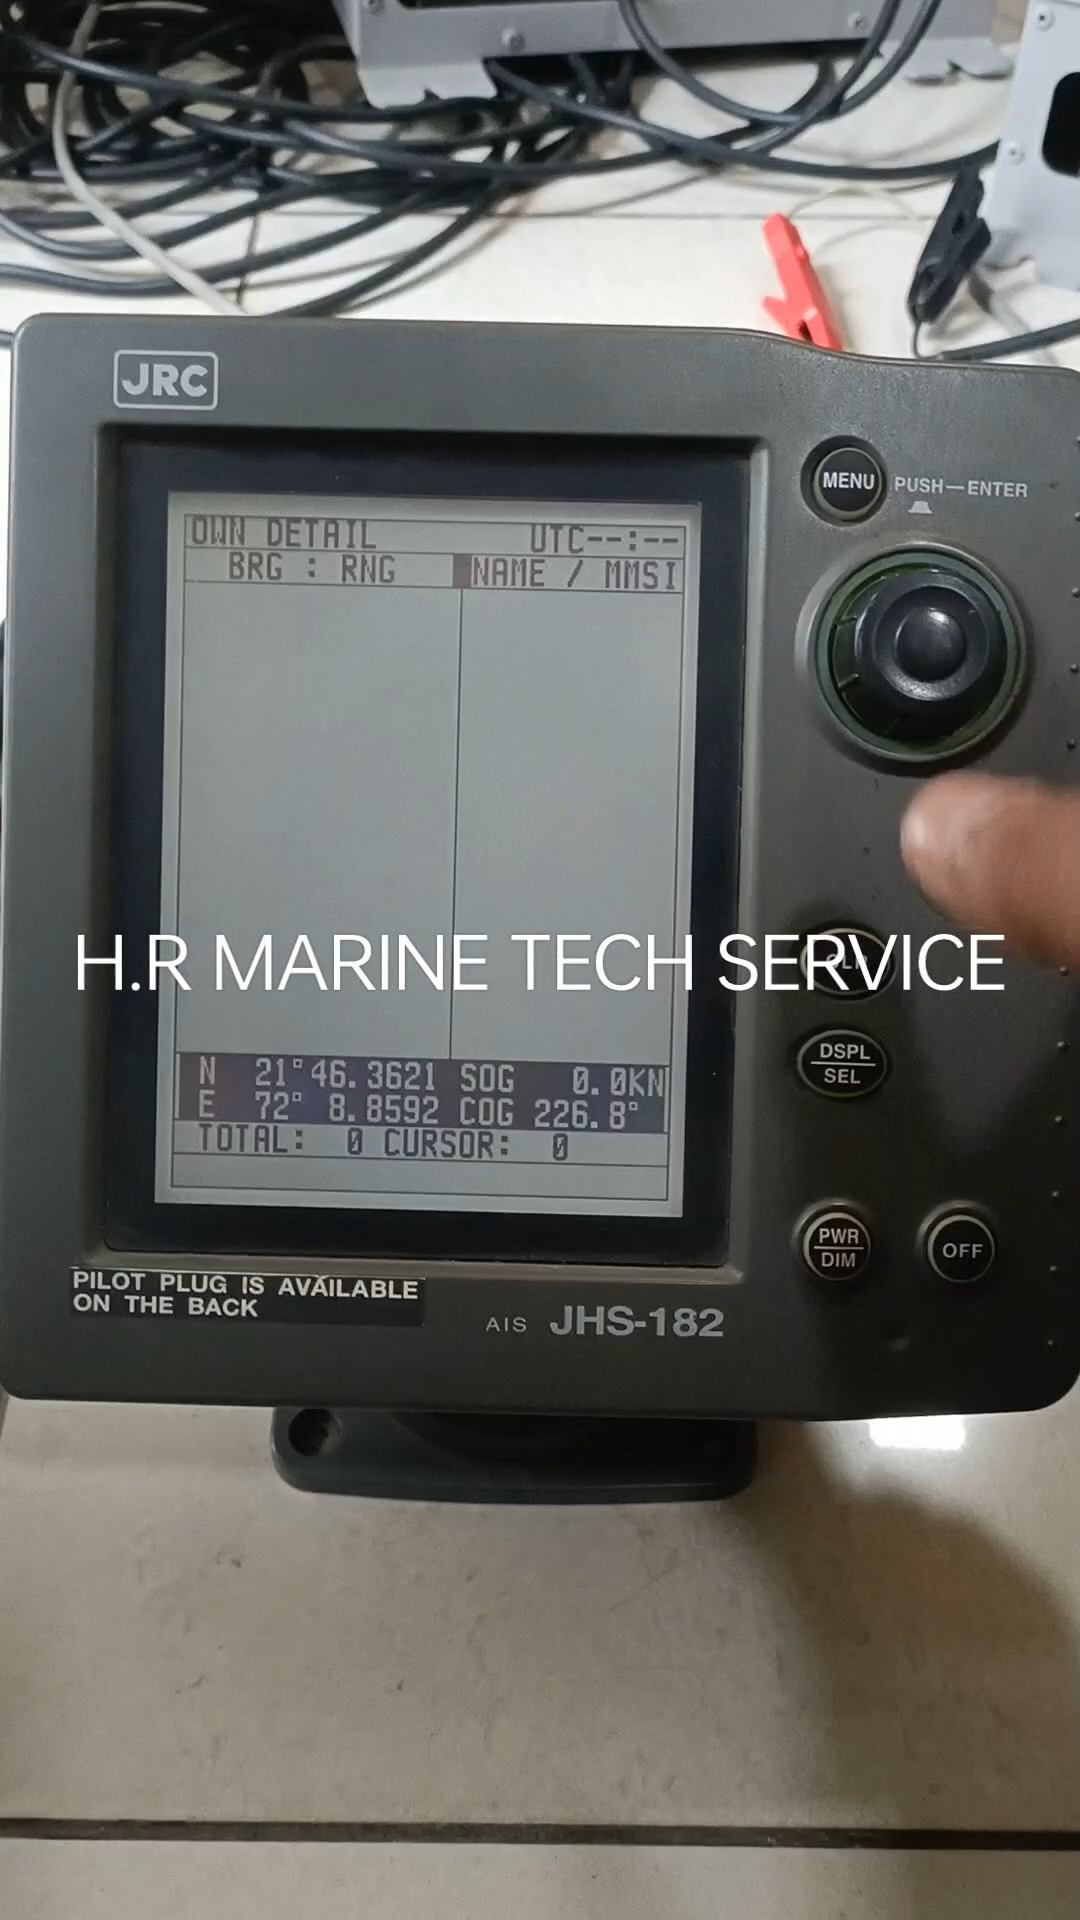 JRC
MENU
PUSH—ENTER
OWN DETAIL UTC--:--
BRG : RNG NAME / MMSI
H.R MARINE TECH SERVICE
DSPL
SEL
N 21°46.3621 SOG 0.0KN
E 72° 8.8592 COG 226.8°
TOTAL: 0 CURSOR: 0
PWR
DIM
OFF
PILOT PLUG IS AVAILABLE
ON THE BACK
AIS JHS-182